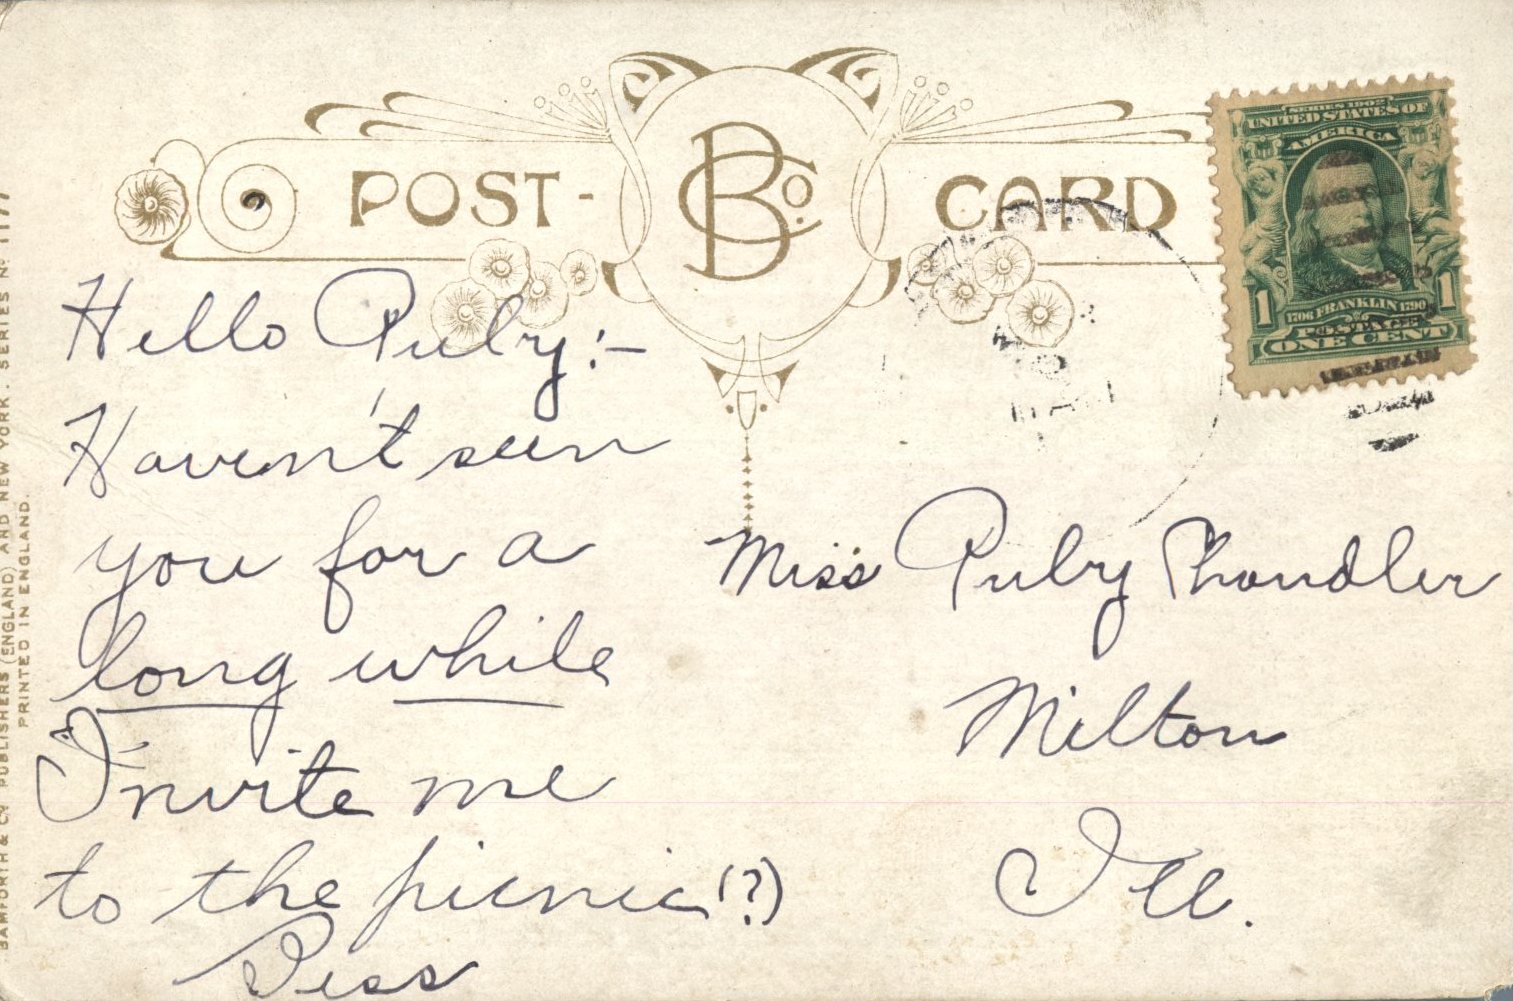 POST-CARD
BCo.
SERIES 1902
UNITED STATES OF
AMERICA
1 1
1706 FRANKLIN 1790
POSTAGE
ONE CENT
Hello Ruby:-
Haven't seen
you for a
long while
Invite me
to the picnic(?)
Miss Ruby Chandler
Milton
Ill.
BAMFORTH & Co. PUBLISHERS (ENGLAND) AND NEW YORK. SERIES No. 1177
PRINTED IN ENGLAND.